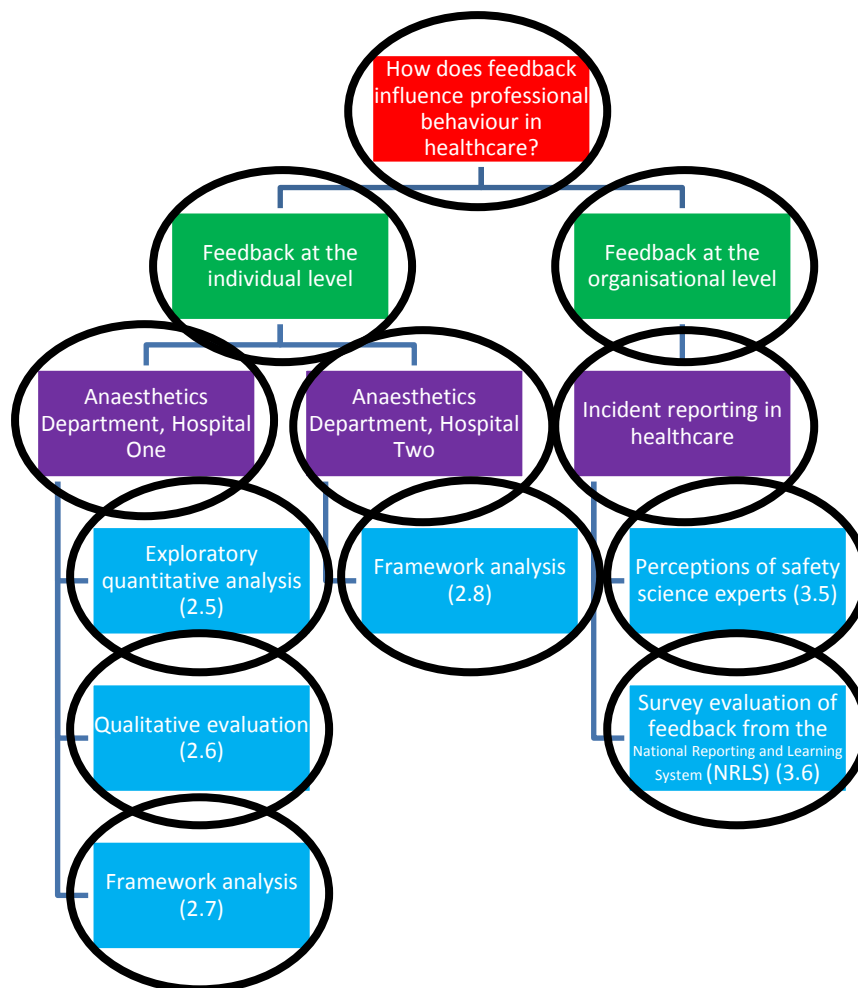 How does feedback
influence professional
behaviour in
healthcare?
Feedback at the
individual level
Feedback at the
organisational level
Anaesthetics
Department, Hospital
One
Anaesthetics
Department, Hospital
Two
Incident reporting in
healthcare
Exploratory
quantitative analysis
(2.5)
Framework analysis
(2.8)
Perceptions of safety
science experts (3.5)
Qualitative evaluation
(2.6)
Survey evaluation of
feedback from the
National Reporting and Learning
System (NRLS) (3.6)
Framework analysis
(2.7)